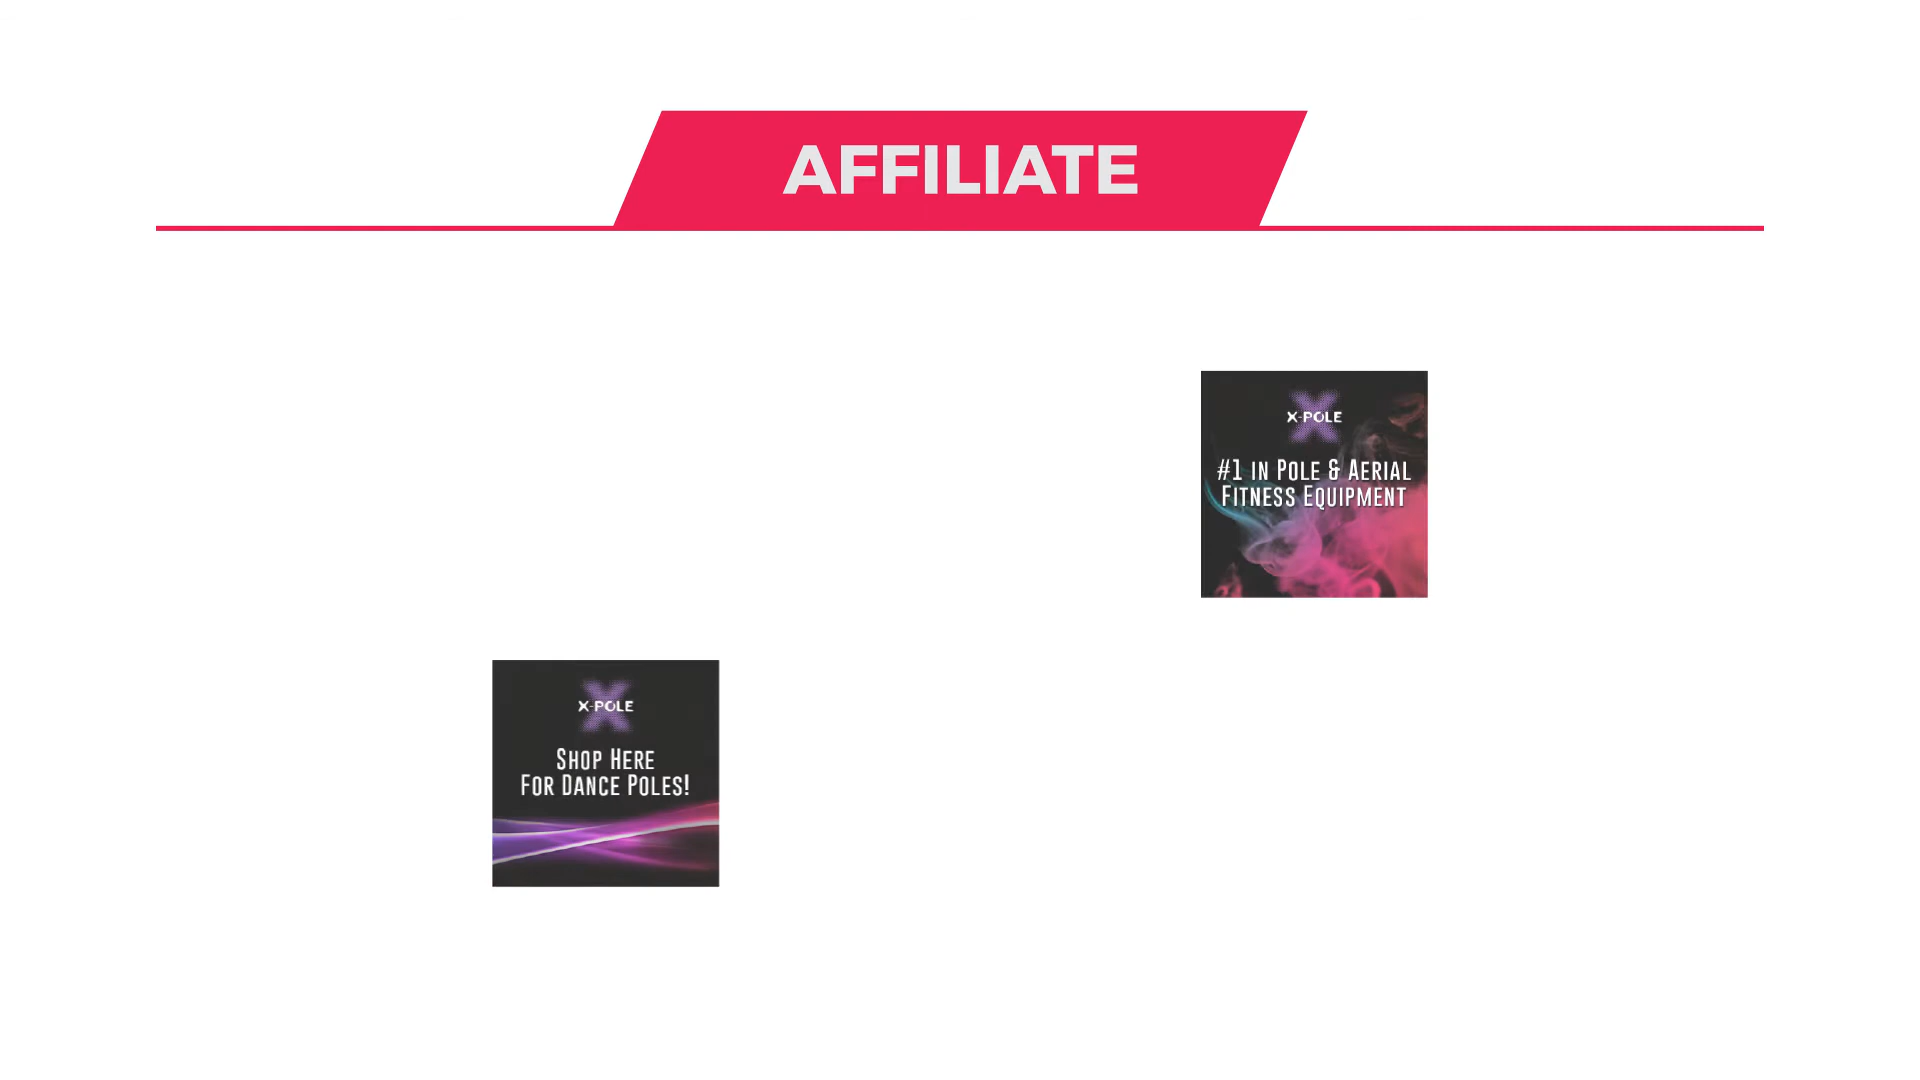 AFFILIATE
X-POLE
#1 IN POLE & AERIAL
FITNESS EQUIPMENT
X-POLE
SHOP HERE
FOR DANCE POLES!